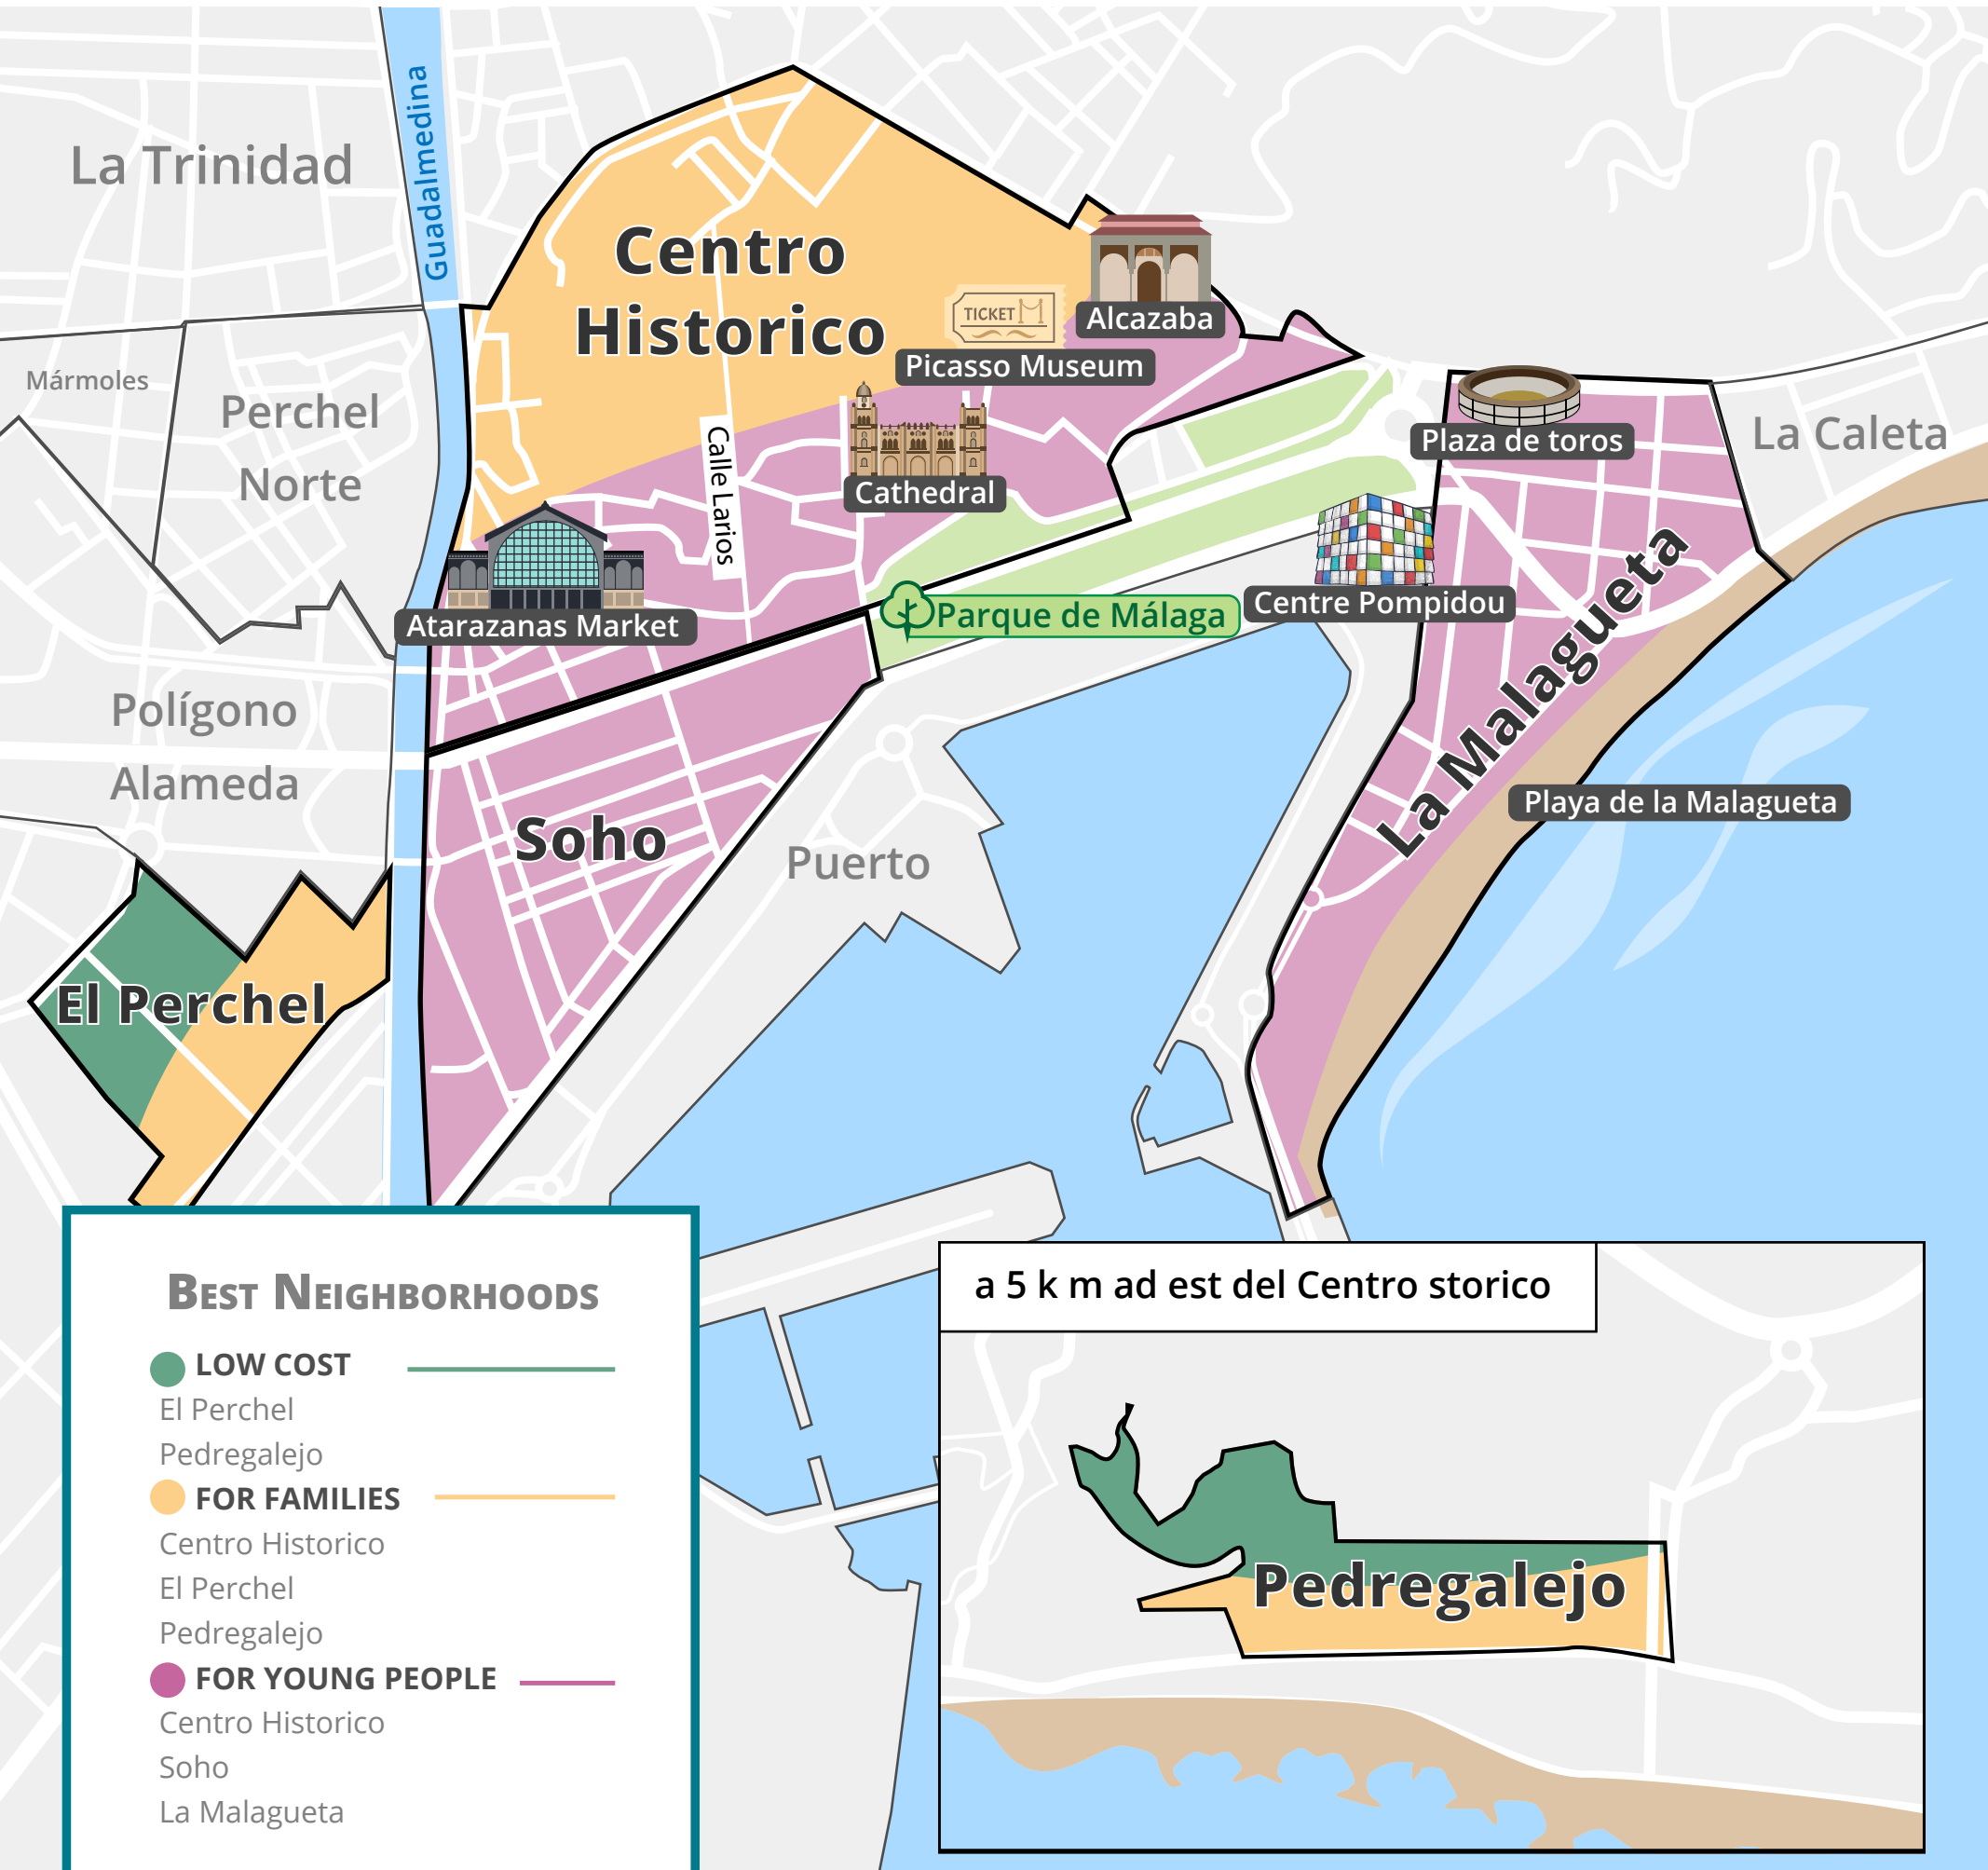 Guadalmedina
La Trinidad
Centro
Historico
TICKET
Alcazaba
Picasso Museum
Mármoles
Perchel
Norte
Plaza de toros
La Caleta
Calle Larios
Cathedral
Centre Pompidou
Parque de Málaga
Atarazanas Market
La Malagueta
Polígono
Alameda
Playa de la Malagueta
Soho
Puerto
El Perchel
BEST NEIGHBORHOODS
LOW COST
El Perchel
Pedregalejo
FOR FAMILIES
Centro Historico
El Perchel
Pedregalejo
FOR YOUNG PEOPLE
Centro Historico
Soho
La Malagueta
a 5 k m ad est del Centro storico
Pedregalejo